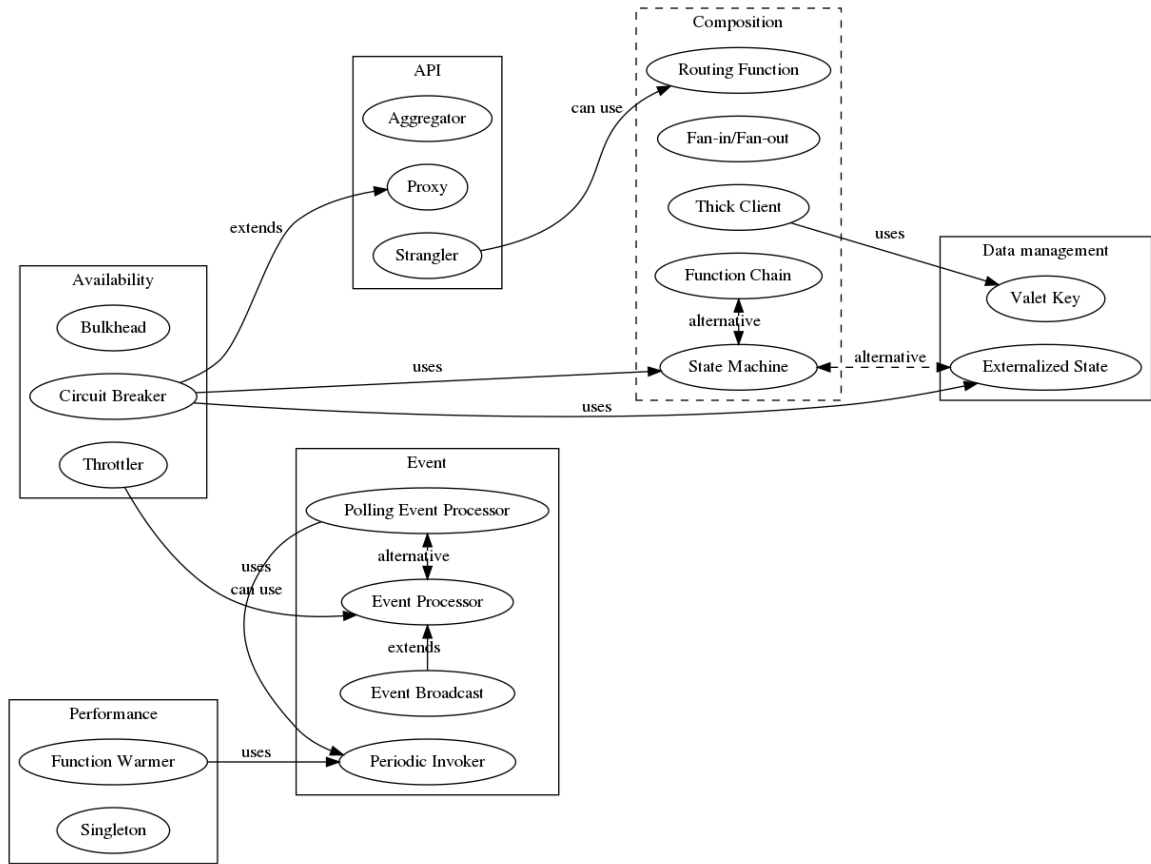 Composition
Routing Function
Fan-in/Fan-out
Thick Client
Function Chain
alternative
State Machine
API
Aggregator
Proxy
Strangler
can use
extends
uses
Data management
Valet Key
Externalized State
alternative
Availability
Bulkhead
Circuit Breaker
Throttler
uses
uses
Event
Polling Event Processor
alternative
Event Processor
extends
Event Broadcast
Periodic Invoker
uses
can use
Performance
Function Warmer
Singleton
uses